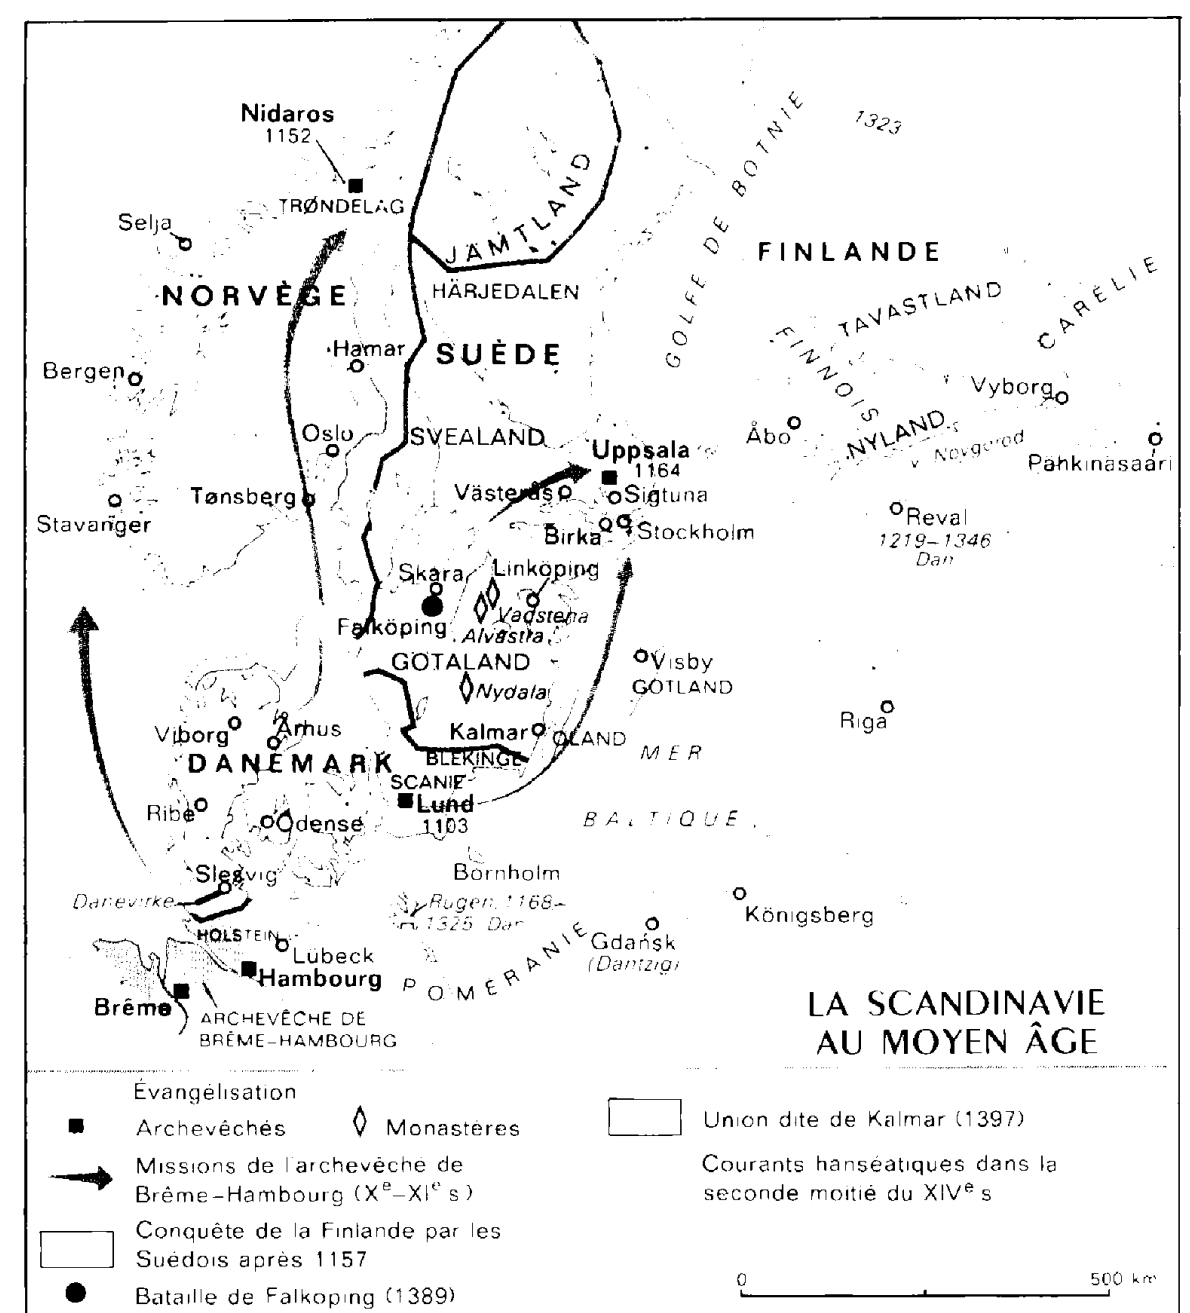 Nidaros
1152
TRØNDELAG
Selja
NORVÈGE
JÄMTLAND
HÄRJEDALEN
SUÈDE
GOLFE DE BOTNIE
1323
FINLANDE
TAVASTLAND
CARÉLIE
FINNOIS
NYLAND
Novgorod
Vyborg
Pähkinäsaari
Åbo
Hamar
Bergen
Oslo
SVEALAND
Uppsala
1164
Västerås
Sigtuna
Tønsberg
Stavanger
Birka
Stockholm
Reval
1219–1346
Dan
Skara
Linköping
Vadstena
Alvastra
Falköping
GÖTALAND
Nydala
Visby
GOTLAND
Riga
Viborg
Århus
Kalmar
ÖLAND
DANEMARK
BLEKINGE
SCANIE
Lund
1103
MER
BALTIQUE
Ribe
Odense
Slesvig
Danevirke
Bornholm
Rügen 1168–
1325 Dan
Königsberg
Gdańsk
(Dantzig)
HOLSTEIN
Lübeck
Hambourg
POMÉRANIE
Brême
ARCHEVÊCHÉ DE
BRÊME–HAMBOURG
LA SCANDINAVIE
AU MOYEN ÂGE
Évangélisation
Archevêchés
Monastères
Missions de l'archevêché de
Brême–Hambourg (Xe–XIe s)
Conquête de la Finlande par les
Suédois après 1157
Bataille de Falkoping (1389)
Union dite de Kalmar (1397)
Courants hanséatiques dans la
seconde moitié du XIVe s
0 500 km